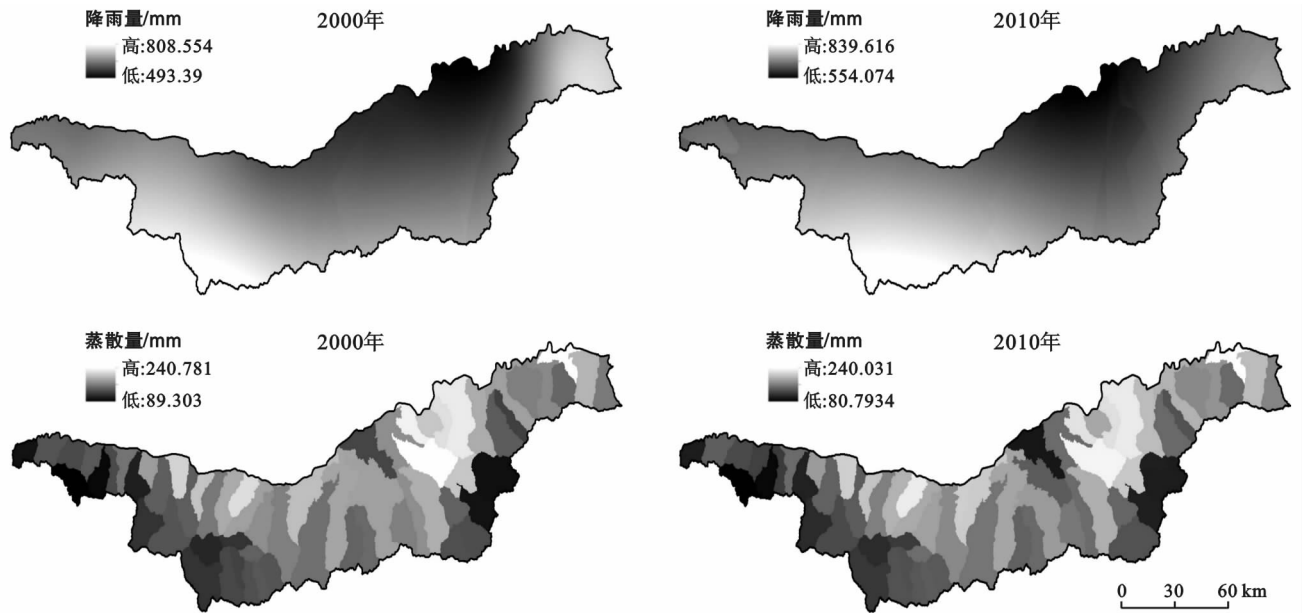 降雨量/mm
高:808.554
低:493.39
2000年
降雨量/mm
高:839.616
低:554.074
2010年
蒸散量/mm
高:240.781
低:89.303
2000年
蒸散量/mm
高:240.031
低:80.7934
2010年
0 30 60 km